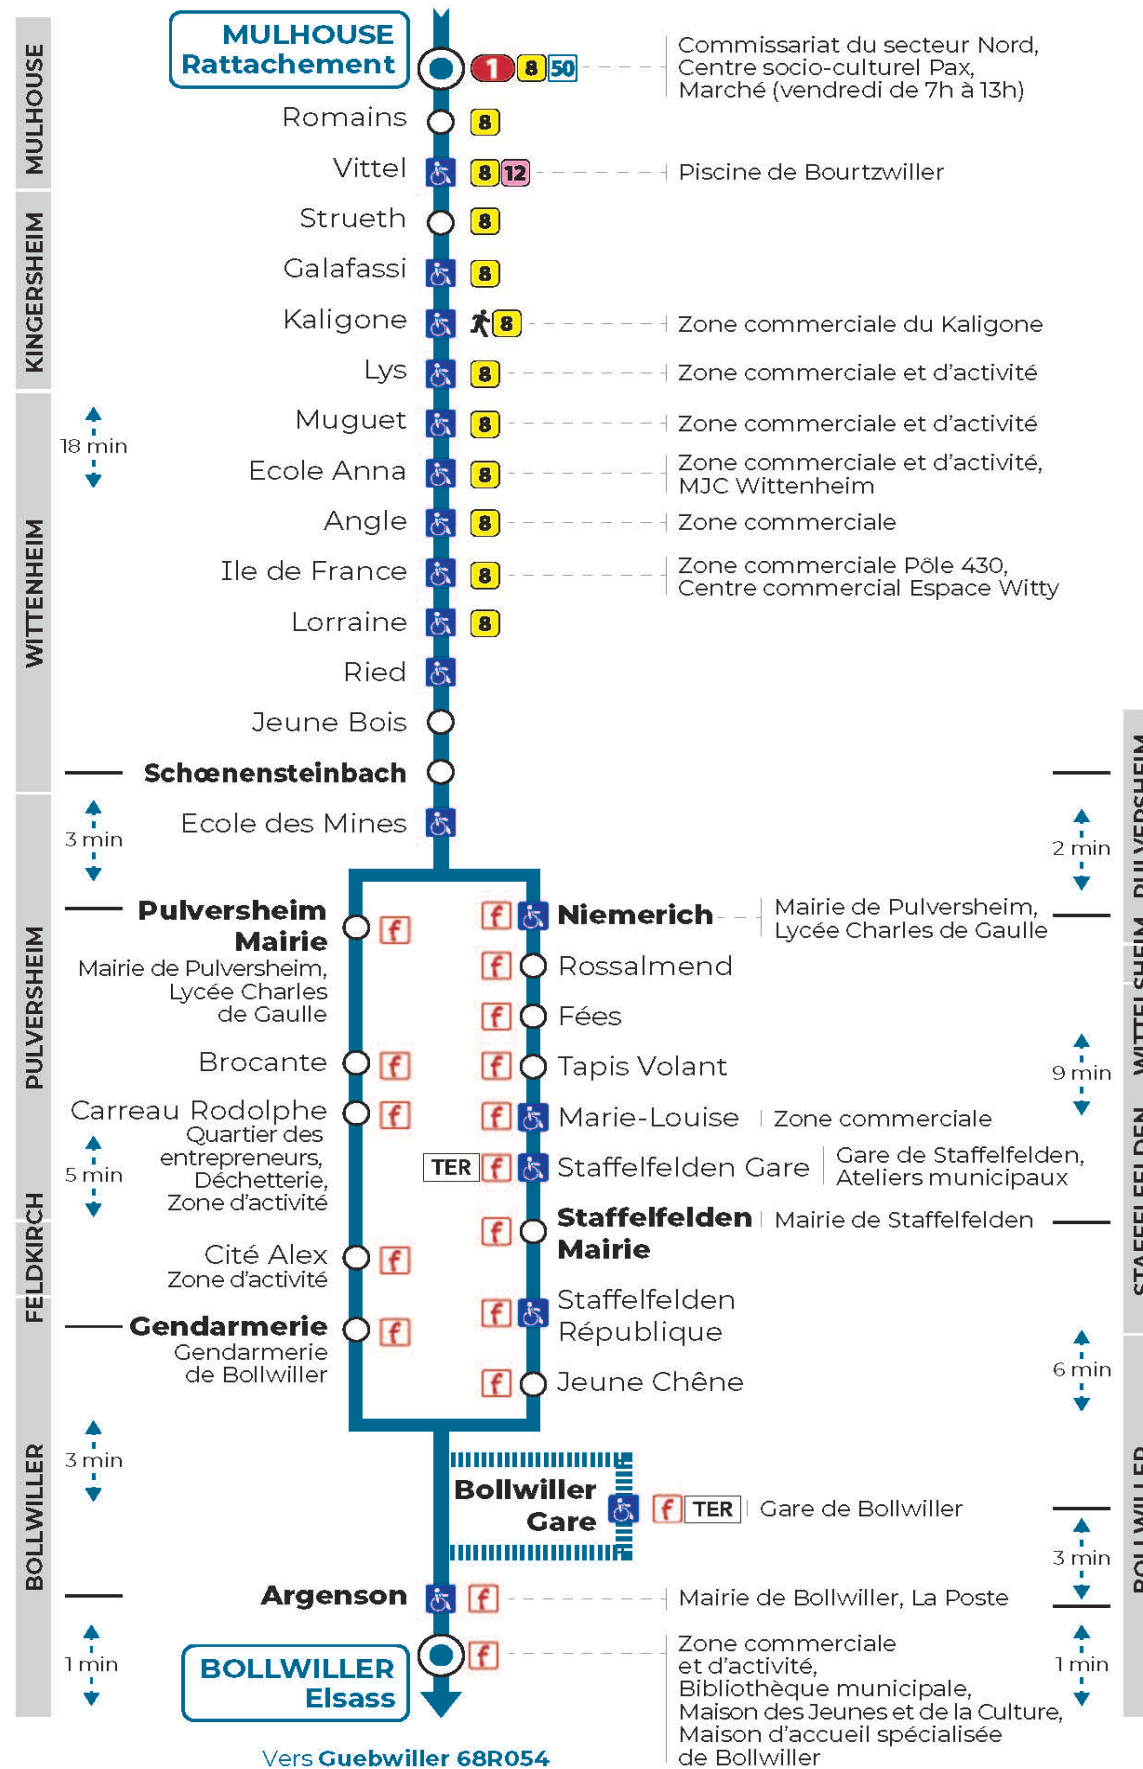 MULHOUSE
Rattachement
1 8 50
Commissariat du secteur Nord,
Centre socio-culturel Pax,
Marché (vendredi de 7h à 13h)
MULHOUSE
Romains
8
Vittel
8 12
Piscine de Bourtzwiller
KINGERSHEIM
Strueth
8
Galafassi
8
Kaligone
8
Zone commerciale du Kaligone
Lys
8
Zone commerciale et d'activité
WITTENHEIM
18 min
Muguet
8
Zone commerciale et d'activité
Ecole Anna
8
Zone commerciale et d'activité,
MJC Wittenheim
Angle
8
Zone commerciale
Ile de France
8
Zone commerciale Pôle 430,
Centre commercial Espace Witty
Lorraine
8
Ried
Jeune Bois
Schœnensteinbach
PULVERSHEIM
3 min
Ecole des Mines
Pulversheim
Mairie
f
Mairie de Pulversheim,
Lycée Charles
de Gaulle
Brocante
f
Carreau Rodolphe
f
Quartier des
entrepreneurs,
Déchetterie,
Zone d'activité
5 min
FELDKIRCH
Cité Alex
f
Zone d'activité
Gendarmerie
f
Gendarmerie
de Bollwiller
BOLLWILLER
3 min
PULVERSHEIM
2 min
f
Niemerich
Mairie de Pulversheim,
Lycée Charles de Gaulle
WITTELSHEIM
f
Rossalmend
f
Fées
f
Tapis Volant
9 min
f
Marie-Louise
Zone commerciale
STAFFELFELDEN
TER f
Staffelfelden Gare
Gare de Staffelfelden,
Ateliers municipaux
f
Staffelfelden
Mairie
Mairie de Staffelfelden
f
Staffelfelden
République
6 min
f
Jeune Chêne
BOLLWILLER
Bollwiller
Gare
f TER
Gare de Bollwiller
3 min
Argenson
f
Mairie de Bollwiller, La Poste
1 min
BOLLWILLER
Elsass
f
Zone commerciale
et d'activité,
Bibliothèque municipale,
Maison des Jeunes et de la Culture,
Maison d'accueil spécialisée
de Bollwiller
1 min
Vers Guebwiller 68R054